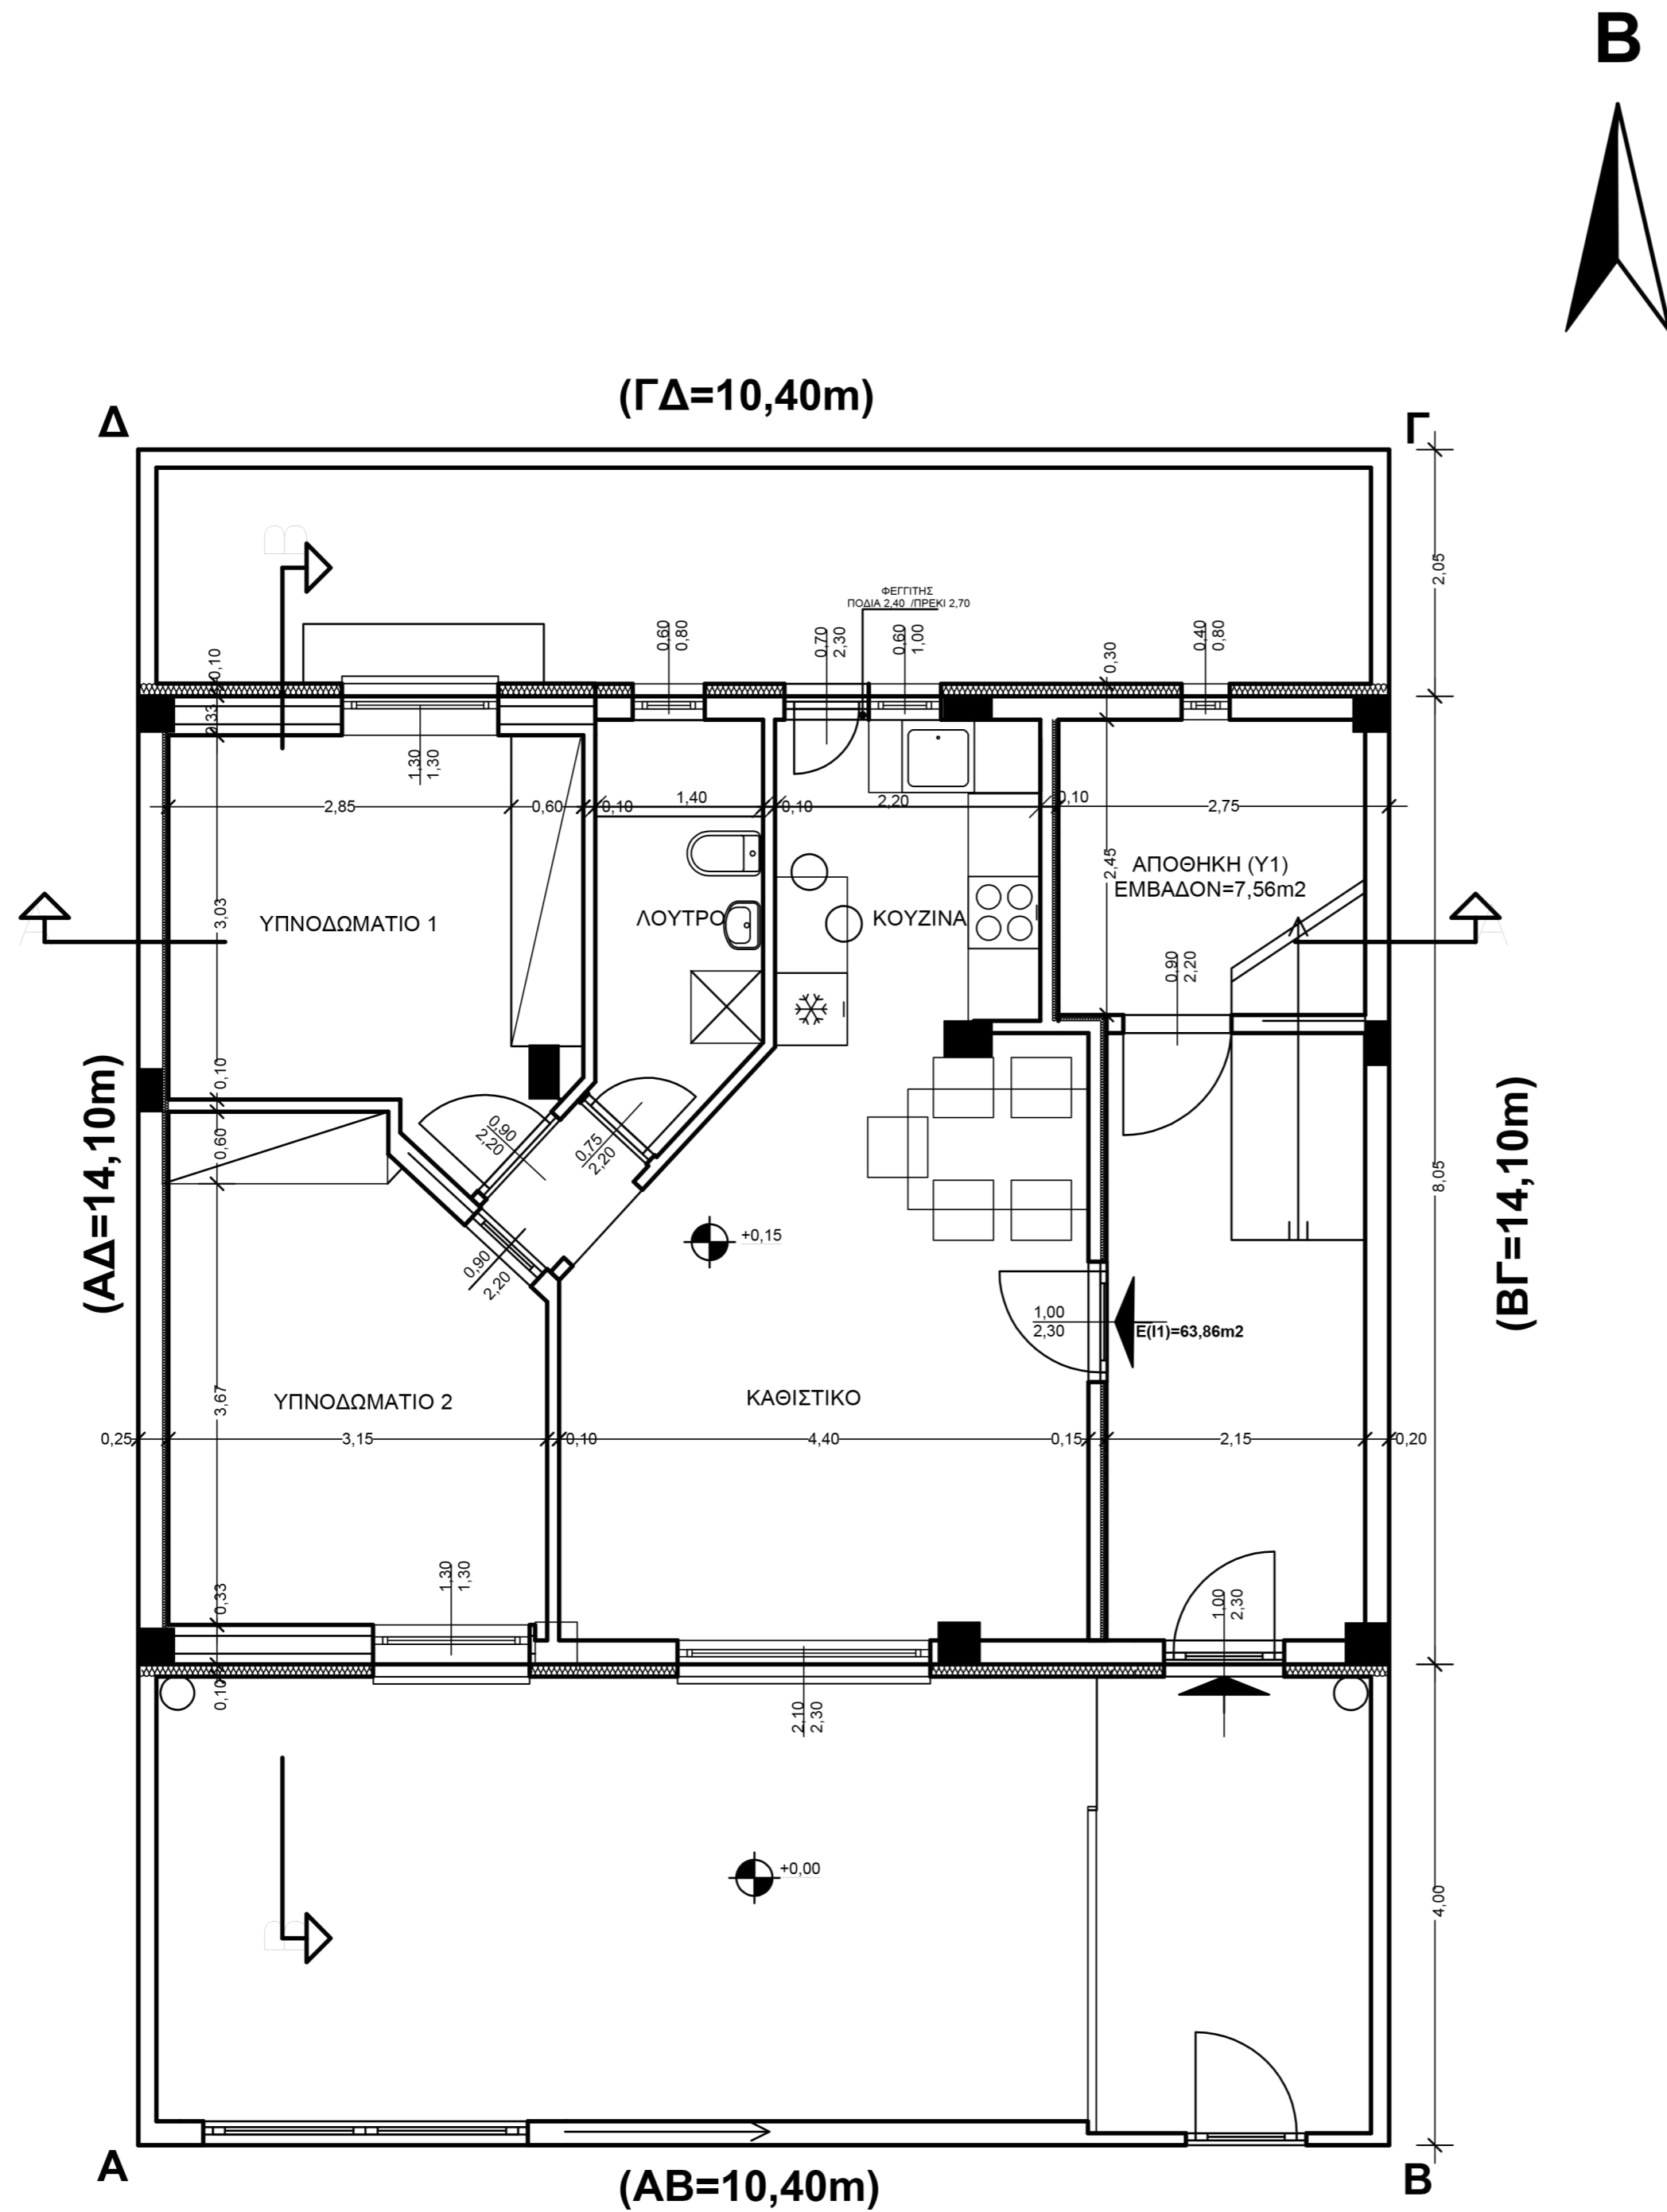 Β
(ΓΔ=10,40m)
Δ
Γ
B
2,05
ΦΕΓΓΙΤΗΣ
ΠΟΔΙΑ 2,40 /ΠΡΕΚΙ 2,70
0,60
0,80
0,70
2,30
0,60
1,00
0,40
0,80
0,10
0,30
0,33
1,30
1,30
2,85
0,60
0,10
1,40
0,10
2,20
0,10
2,75
2,45
ΑΠΟΘΗΚΗ (Υ1)
ΕΜΒΑΔΟΝ=7,56m2
3,03
ΥΠΝΟΔΩΜΑΤΙΟ 1
ΛΟΥΤΡΟ
ΚΟΥΖΙΝΑ
A
A
0,90
2,20
0,10
0,60
0,90
2,20
0,75
2,20
(ΑΔ=14,10m)
(ΒΓ=14,10m)
8,05
+0,15
0,90
2,20
1,00
2,30
E(I1)=63,86m2
3,67
ΥΠΝΟΔΩΜΑΤΙΟ 2
ΚΑΘΙΣΤΙΚΟ
0,25
3,15
0,10
4,40
0,15
2,15
0,20
0,33
1,30
1,30
1,00
2,30
0,10
2,10
2,30
+0,00
4,00
B
Α
(ΑΒ=10,40m)
Β